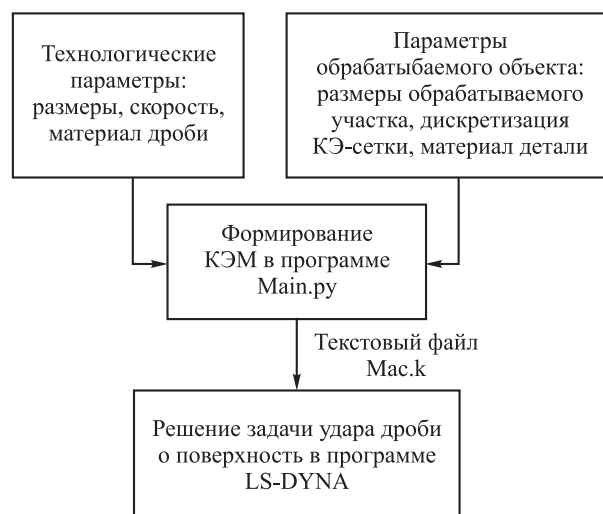 Технологические
параметры:
размеры, скорость,
материал дроби
Параметры
обрабатыбаемого объекта:
размеры обрабатываемого
участка, дискретизация
КЭ-сетки, материал детали
Формирование
КЭМ в программе
Main.py
Текстовый файл
Mac.k
Решение задачи удара дроби
о поверхность в программе
LS-DYNA